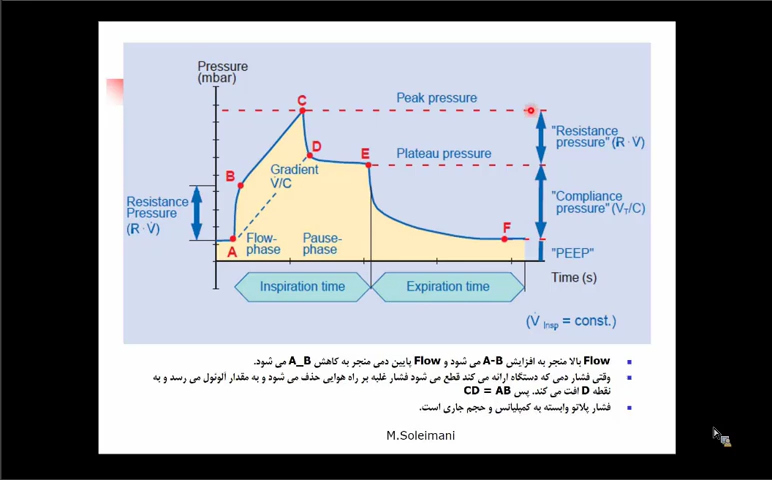 Pressure
(mbar)
C
Peak pressure
"Resistance
pressure" (R · V̇)
D
E
Plateau pressure
B
Gradient
V̇/C
Resistance
Pressure
(R · V̇)
"Compliance
pressure" (V_T/C)
F
A
Flow-
phase
Pause-
phase
"PEEP"
Time (s)
Inspiration time
Expiration time
(V̇ Insp = const.)
Flow بالا منجر به افزایش A-B می شود و Flow پایین دمی منجر به کاهش A_B می شود.
وقتی فشار دمی که دستگاه ارائه می کند قطع می شود فشار غلبه بر راه هوایی حذف می شود و به مقدار آلونول می رسد و به
نقطه D افت می کند. پس CD = AB
فشار پلاتو وابسته به کمپلیانس و حجم جاری است.
M.Soleimani